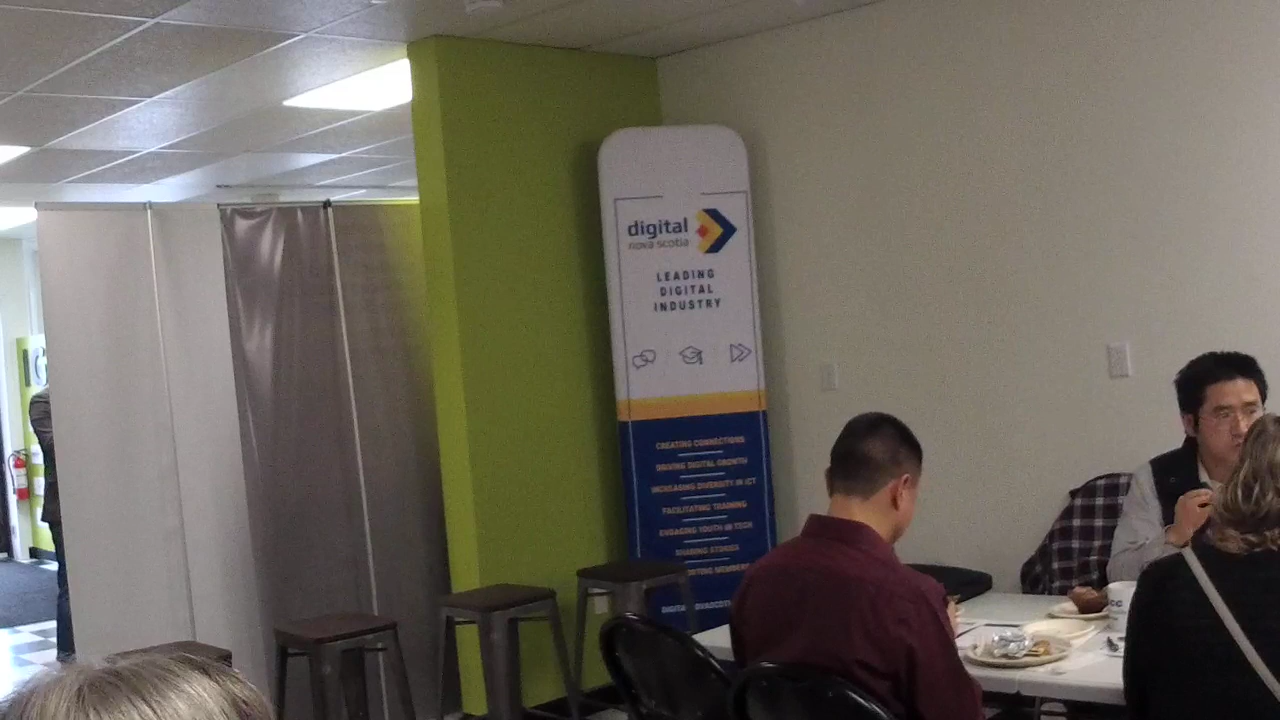 digital
nova scotia
LEADING
DIGITAL
INDUSTRY
CREATING CONNECTIONS
DRIVING DIGITAL GROWTH
INCREASING DIVERSITY IN ICT
FACILITATING TRAINING
ENGAGING YOUTH IN TECH
SHARING STORIES